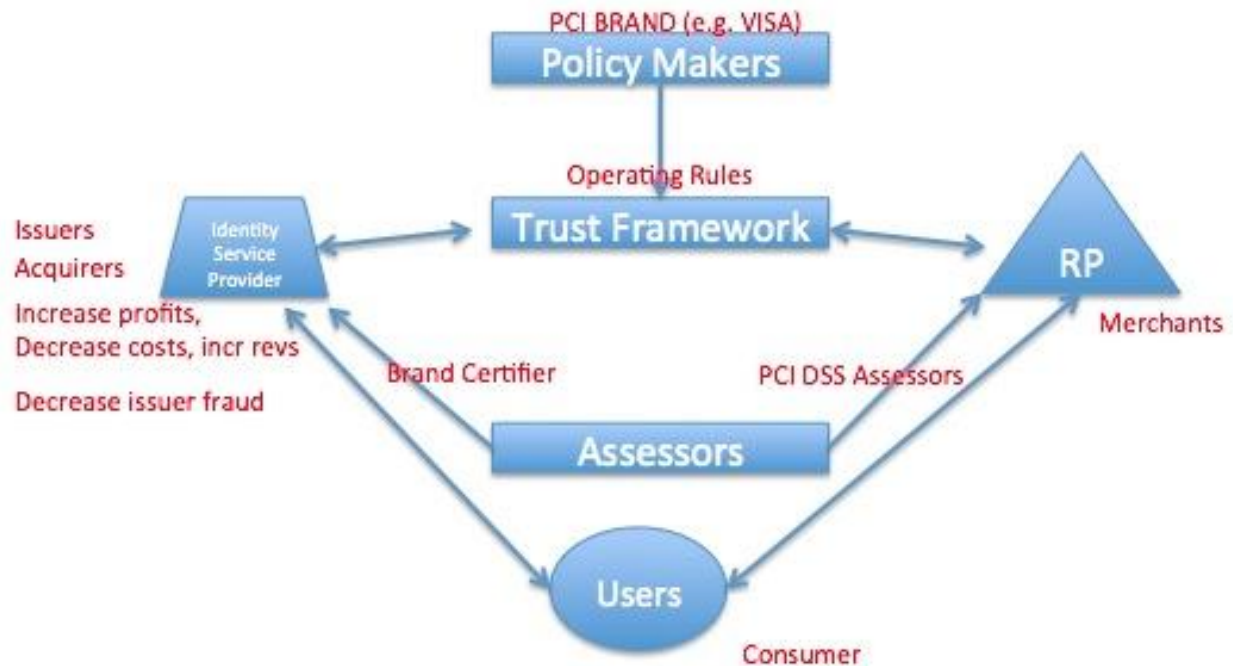 PCI BRAND (e.g. VISA)
Policy Makers
Operating Rules
Trust Framework
Issuers
Acquirers
Identity
Service
Provider
RP
Increase profits,
Decrease costs, incr revs
Merchants
Brand Certifier
PCI DSS Assessors
Decrease issuer fraud
Assessors
Users
Consumer